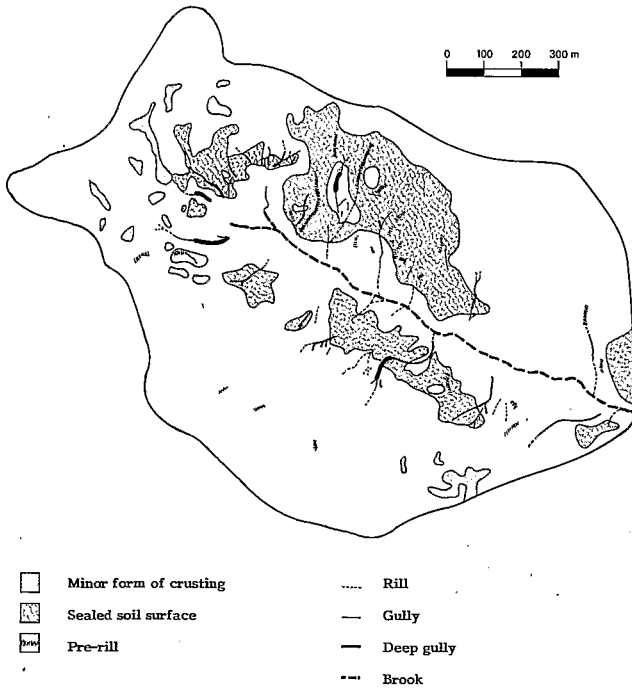 0 100 200 300 m
Minor form of crusting
Sealed soil surface
Pre-rill
Rill
Gully
Deep gully
Brook